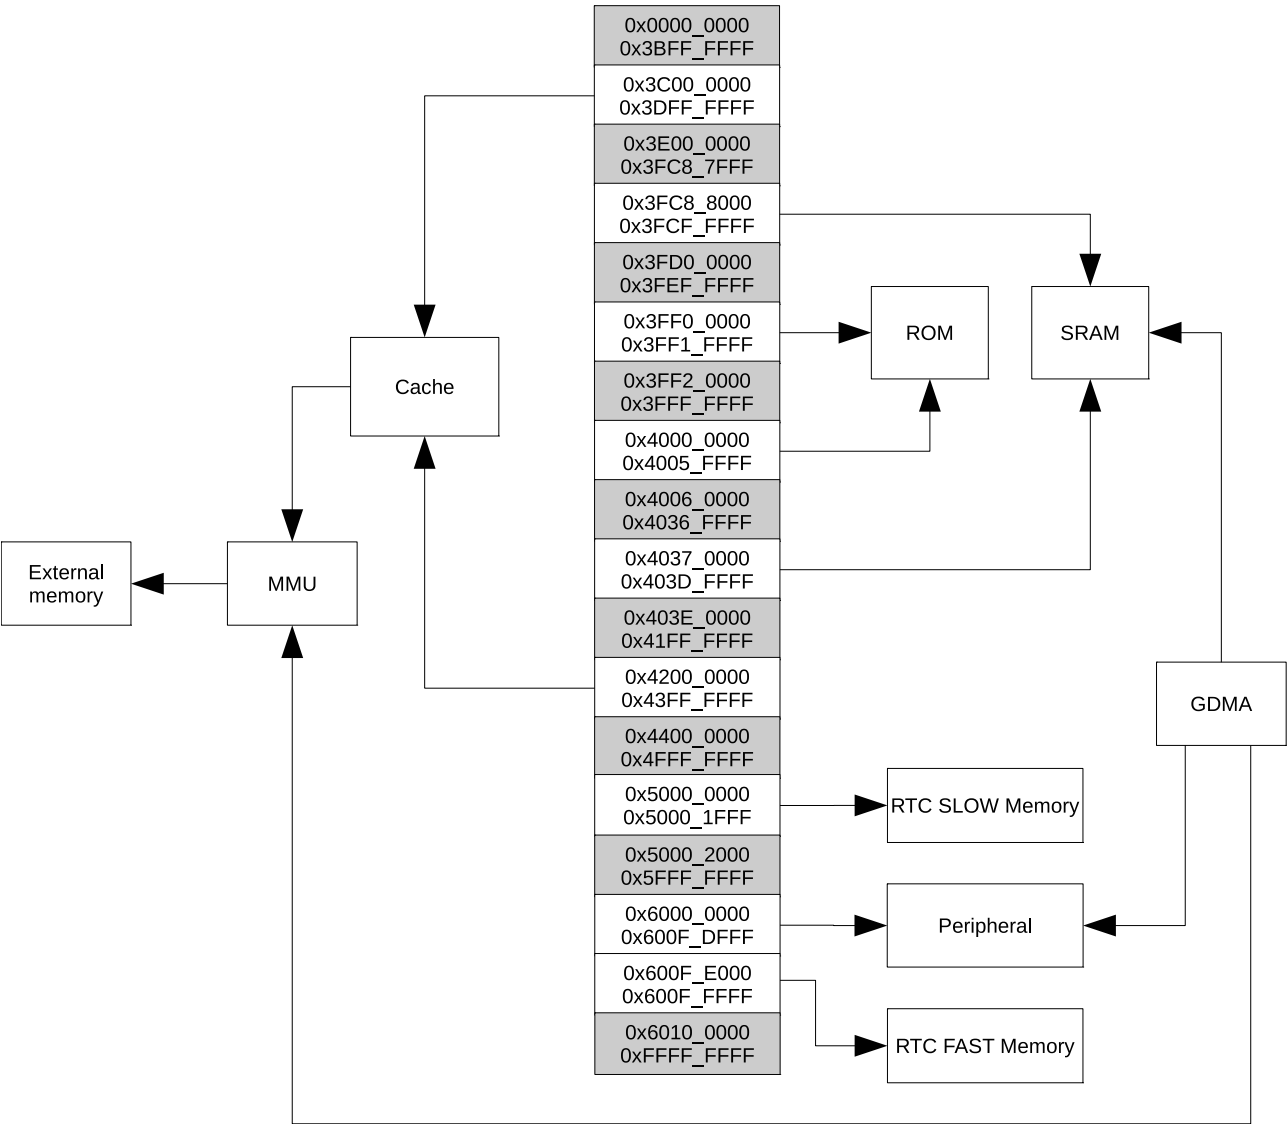 0x0000_0000
0x3BFF_FFFF
0x3C00_0000
0x3DFF_FFFF
0x3E00_0000
0x3FC8_7FFF
0x3FC8_8000
0x3FCF_FFFF
0x3FD0_0000
0x3FEF_FFFF
0x3FF0_0000
0x3FF1_FFFF
0x3FF2_0000
0x3FFF_FFFF
0x4000_0000
0x4005_FFFF
0x4006_0000
0x4036_FFFF
0x4037_0000
0x403D_FFFF
0x403E_0000
0x41FF_FFFF
0x4200_0000
0x43FF_FFFF
0x4400_0000
0x4FFF_FFFF
0x5000_0000
0x5000_1FFF
0x5000_2000
0x5FFF_FFFF
0x6000_0000
0x600F_DFFF
0x600F_E000
0x600F_FFFF
0x6010_0000
0xFFFF_FFFF
Cache
External
memory
MMU
ROM
SRAM
GDMA
RTC SLOW Memory
Peripheral
RTC FAST Memory